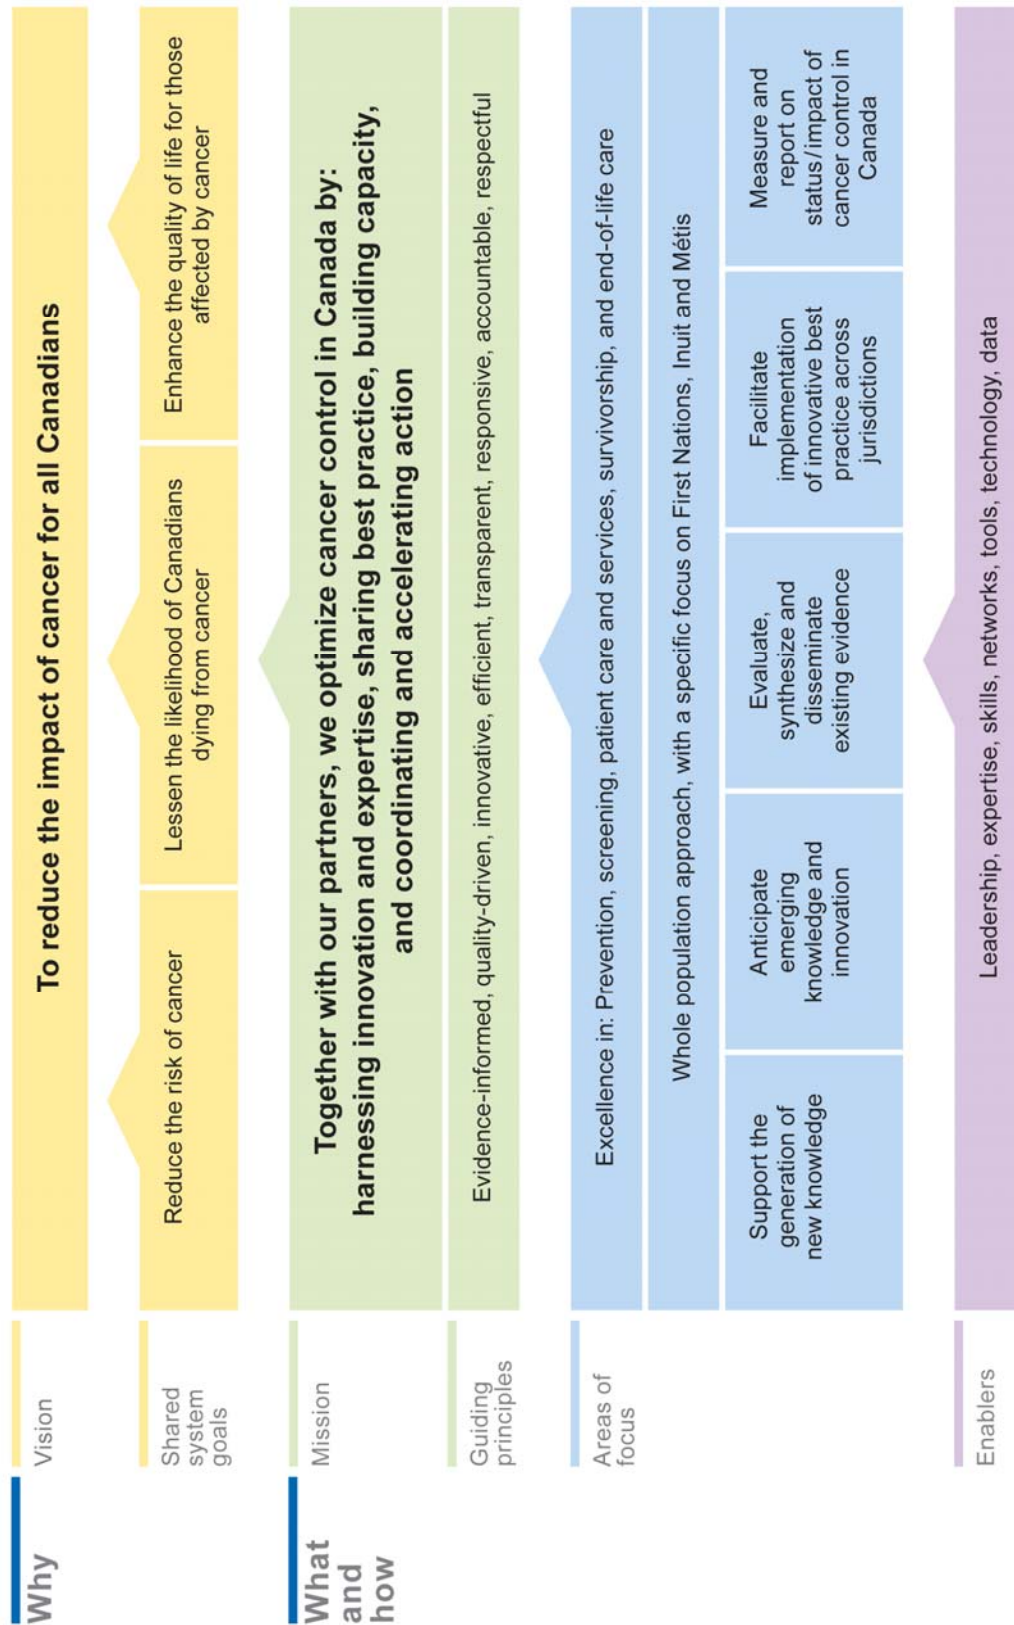 Why
Vision
To reduce the impact of cancer for all Canadians
Shared
system
goals
Reduce the risk of cancer
Lessen the likelihood of Canadians
dying from cancer
Enhance the quality of life for those
affected by cancer
What
and
how
Mission
Together with our partners, we optimize cancer control in Canada by:
harnessing innovation and expertise, sharing best practice, building capacity,
and coordinating and accelerating action
Guiding
principles
Evidence-informed, quality-driven, innovative, efficient, transparent, responsive, accountable, respectful
Areas of
focus
Excellence in: Prevention, screening, patient care and services, survivorship, and end-of-life care
Whole population approach, with a specific focus on First Nations, Inuit and Métis
Support the
generation of
new knowledge
Anticipate
emerging
knowledge and
innovation
Evaluate,
synthesize and
disseminate
existing evidence
Facilitate
implementation
of innovative best
practice across
jurisdictions
Measure and
report on
status/impact of
cancer control in
Canada
Enablers
Leadership, expertise, skills, networks, tools, technology, data